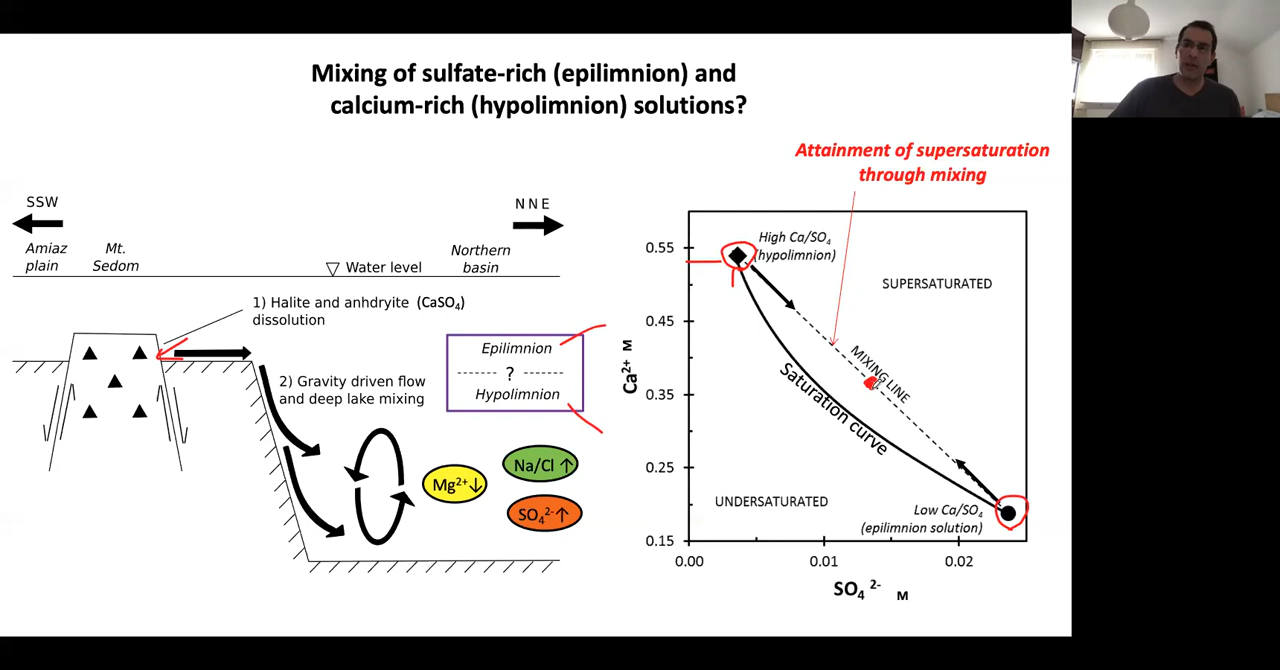 Mixing of sulfate-rich (epilimnion) and
calcium-rich (hypolimnion) solutions?
SSW
NNE
Amiaz
plain
Mt.
Sedom
Water level
Northern
basin
1) Halite and anhdryite (CaSO4)
dissolution
2) Gravity driven flow
and deep lake mixing
Epilimnion
?
Hypolimnion
Mg2+↓
Na/Cl ↑
SO4 2-↑
Attainment of supersaturation
through mixing
High Ca/SO4
(hypolimnion)
SUPERSATURATED
MIXING LINE
Saturation curve
UNDERSATURATED
Low Ca/SO4
(epilimnion solution)
0.55
0.45
0.35
0.25
0.15
Ca2+ M
0.00
0.01
0.02
SO4 2- M